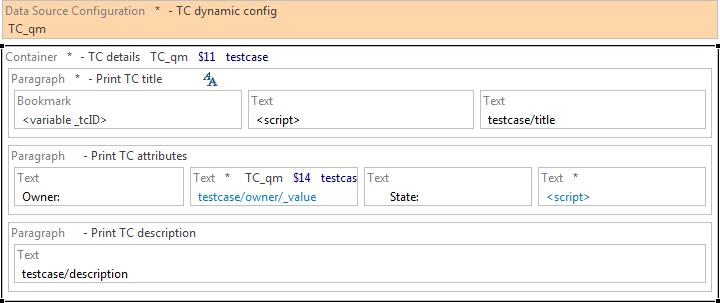 Data Source Configuration * - TC dynamic config
TC_qm
Container * - TC details TC_qm $11 testcase
Paragraph * - Print TC title
Bookmark Text Text
<variable _tcID> <script> testcase/title
Paragraph - Print TC attributes
Text Text * TC_qm $14 testcas Text Text *
Owner: testcase/owner/_value State: <script>
Paragraph - Print TC description
Text
testcase/description